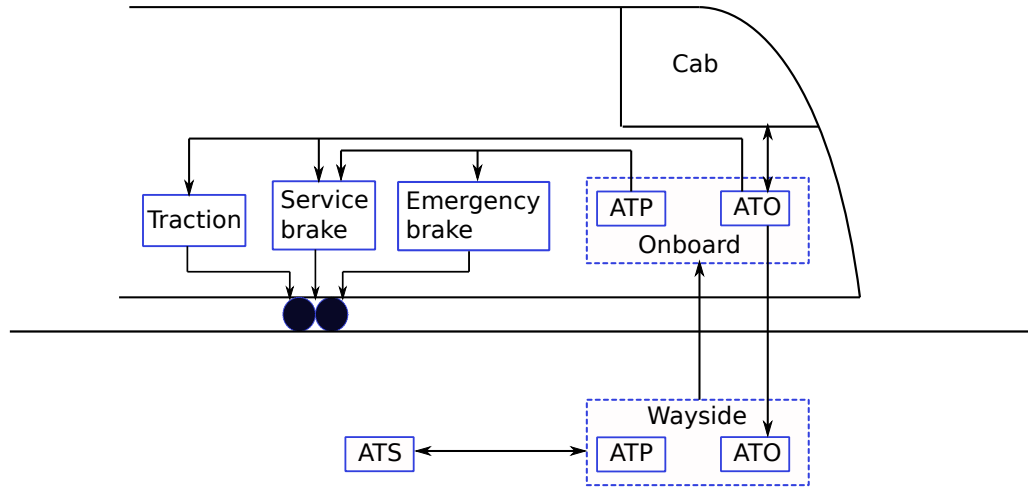 Cab
Traction
Service
brake
Emergency
brake
ATP
ATO
Onboard
Wayside
ATS
ATP
ATO